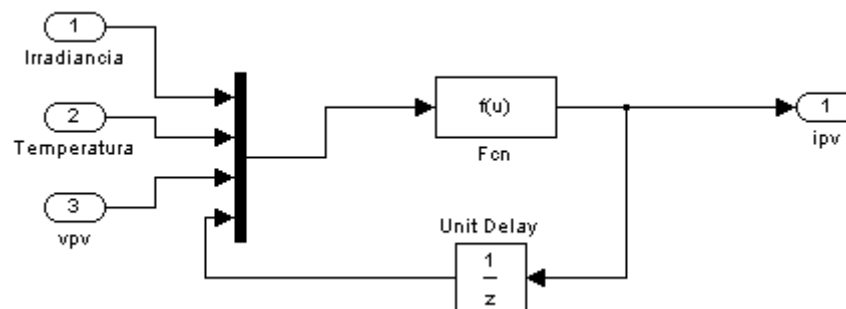 1
Irradiancia
2
Temperatura
3
vpv
f(u)
Fcn
1
ipv
Unit Delay
1
z